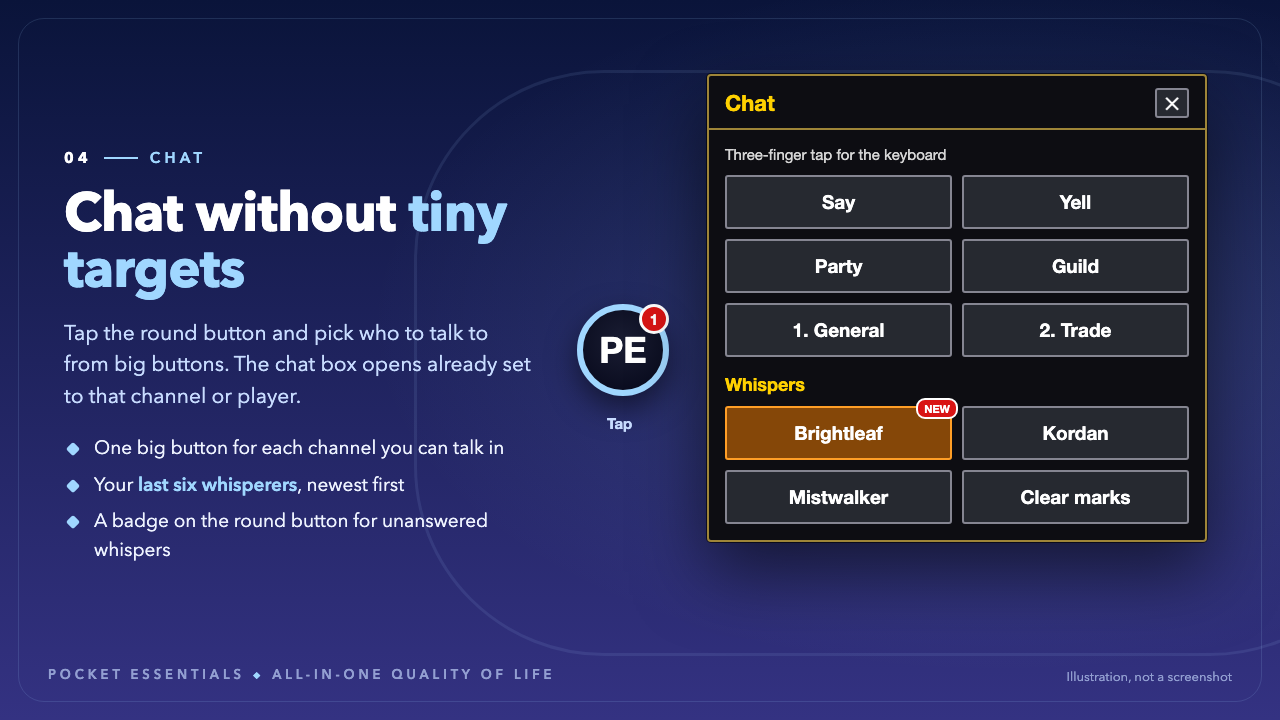 04 — CHAT
Chat without tiny
targets
Tap the round button and pick who to talk to
from big buttons. The chat box opens already set
to that channel or player.
One big button for each channel you can talk in
Your last six whisperers, newest first
A badge on the round button for unanswered
whispers
PE
1
Tap
Chat
Three-finger tap for the keyboard
Say
Yell
Party
Guild
1. General
2. Trade
Whispers
Brightleaf
NEW
Kordan
Mistwalker
Clear marks
POCKET ESSENTIALS ◆ ALL-IN-ONE QUALITY OF LIFE
Illustration, not a screenshot